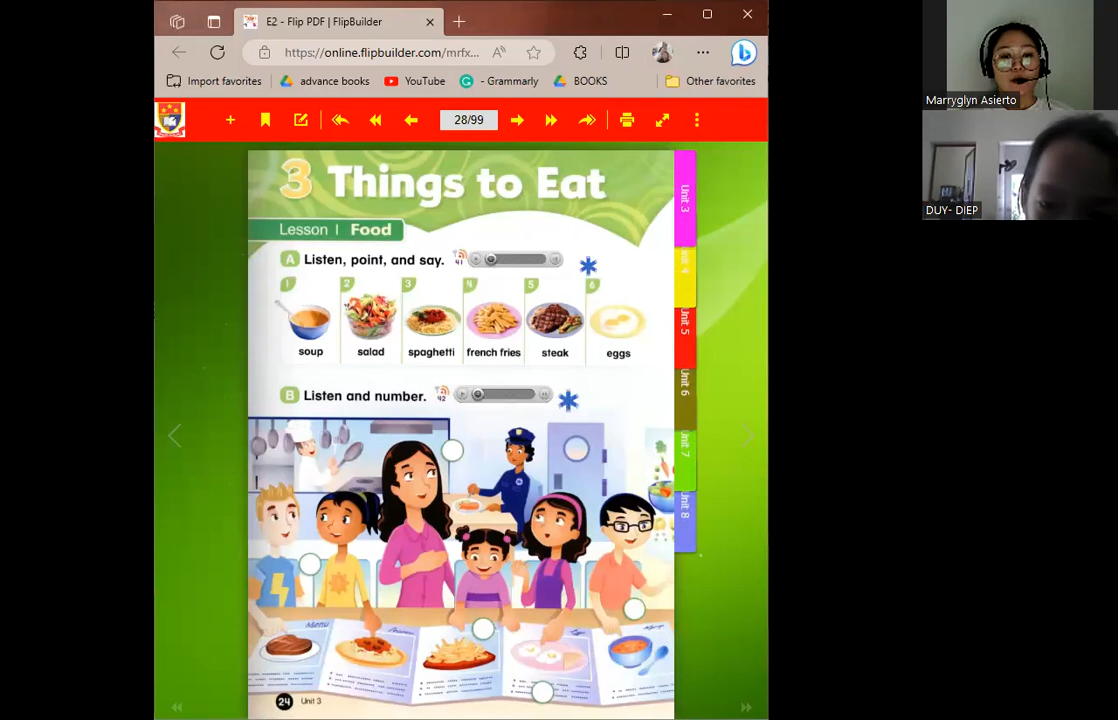 E2 - Flip PDF | FlipBuilder
https://online.flipbuilder.com/mrfx...
Import favorites
advance books
YouTube
- Grammarly
BOOKS
Other favorites
28/99
3 Things to Eat
Lesson 1 Food
A Listen, point, and say. 41
1
2
3
4
5
6
soup
salad
spaghetti
french fries
steak
eggs
B Listen and number. 42
Menu
24 Unit 3
Unit 3
Unit 4
Unit 5
Unit 6
Unit 7
Unit 8
Marryglyn Asierto
DUY- DIEP